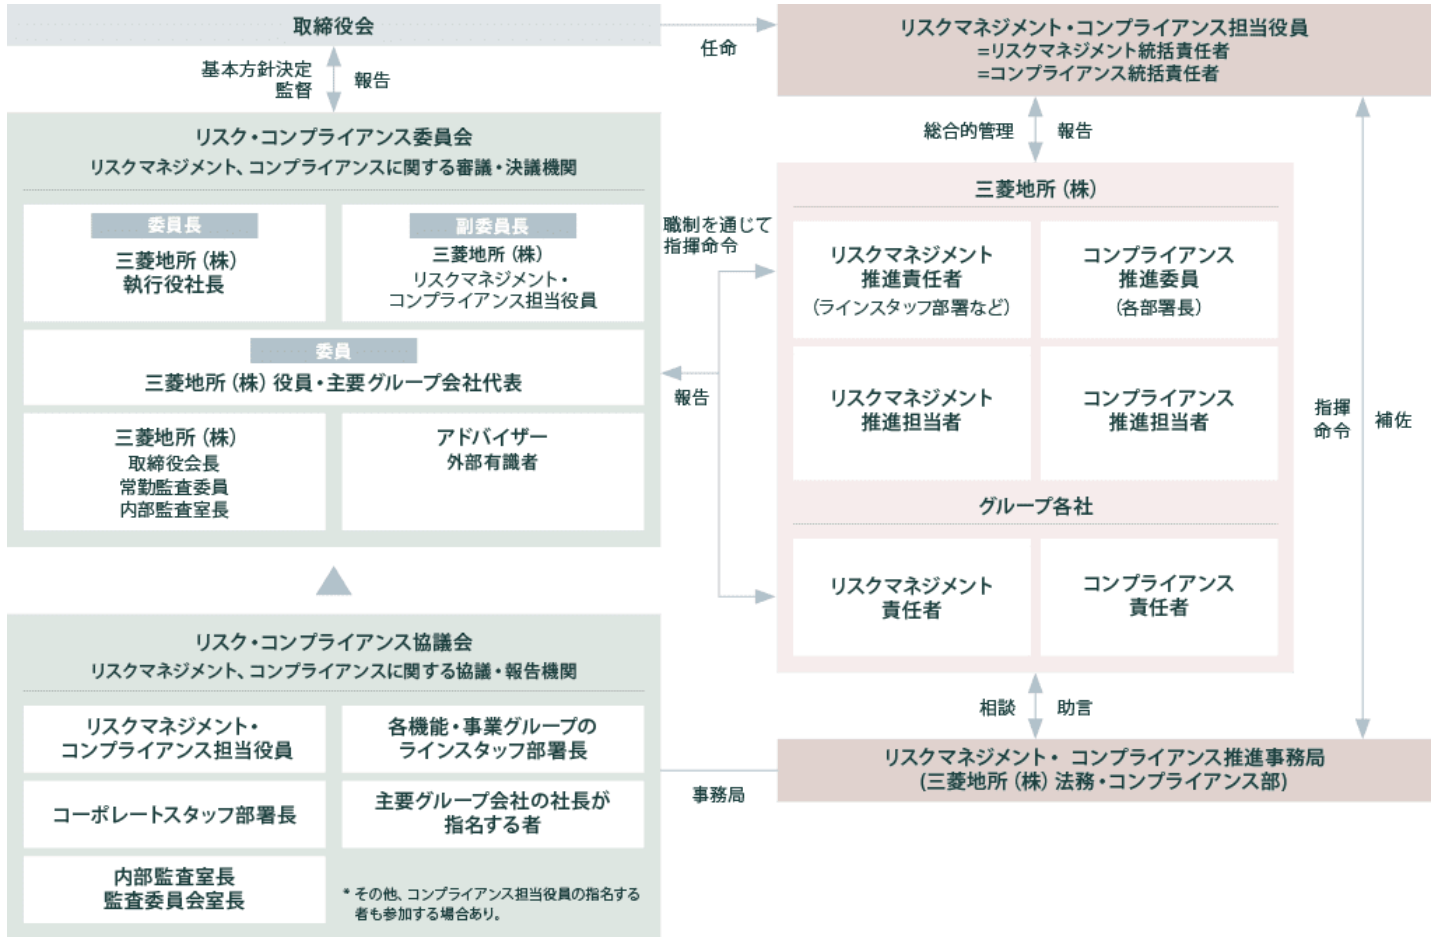 取締役会
任命
リスクマネジメント・コンプライアンス担当役員
=リスクマネジメント統括責任者
=コンプライアンス統括責任者
基本方針決定
監督
報告
総合的管理
報告
リスク・コンプライアンス委員会
リスクマネジメント、コンプライアンスに関する審議・決議機関
委員長
三菱地所（株）
執行役社長
副委員長
三菱地所（株）
リスクマネジメント・
コンプライアンス担当役員
委員
三菱地所（株）役員・主要グループ会社代表
三菱地所（株）
取締役会長
常勤監査委員
内部監査室長
アドバイザー
外部有識者
職制を通じて
指揮命令
報告
三菱地所（株）
リスクマネジメント
推進責任者
（ラインスタッフ部署など）
コンプライアンス
推進委員
（各部署長）
リスクマネジメント
推進担当者
コンプライアンス
推進担当者
グループ各社
リスクマネジメント
責任者
コンプライアンス
責任者
指揮
命令
補佐
相談
助言
リスク・コンプライアンス協議会
リスクマネジメント、コンプライアンスに関する協議・報告機関
リスクマネジメント・
コンプライアンス担当役員
各機能・事業グループの
ラインスタッフ部署長
コーポレートスタッフ部署長
主要グループ会社の社長が
指名する者
内部監査室長
監査委員会室長
* その他、コンプライアンス担当役員の指名する
者も参加する場合あり。
事務局
リスクマネジメント・ コンプライアンス推進事務局
(三菱地所（株）法務・コンプライアンス部)